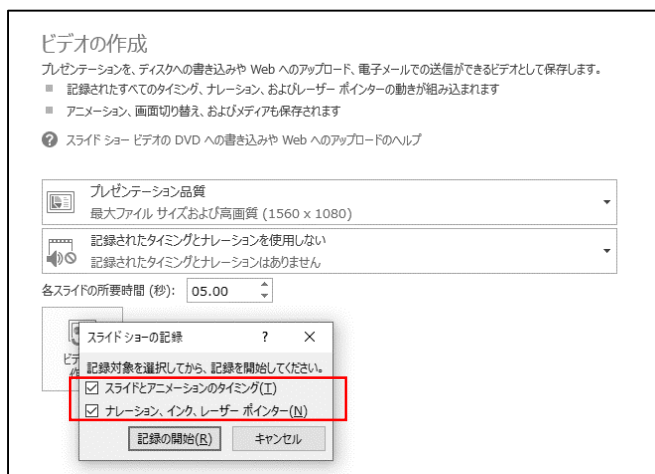 ビデオの作成
プレゼンテーションを、ディスクへの書き込みや Web へのアップロード、電子メールでの送信ができるビデオとして保存します。
記録されたすべてのタイミング、ナレーション、およびレーザー ポインターの動きが組み込まれます
アニメーション、画面切り替え、およびメディアも保存されます
スライド ショー ビデオの DVD への書き込みや Web へのアップロードのヘルプ
プレゼンテーション品質
最大ファイル サイズおよび高画質 (1560 x 1080)
記録されたタイミングとナレーションを使用しない
記録されたタイミングとナレーションはありません
各スライドの所要時間 (秒): 05.00
スライド ショーの記録 ? ×
記録対象を選択してから、記録を開始してください。
スライドとアニメーションのタイミング(T)
ナレーション、インク、レーザー ポインター(N)
記録の開始(R) キャンセル